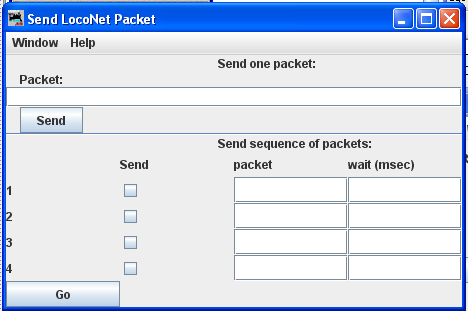 Send LocoNet Packet
Window Help
Send one packet:
Packet:
Send
Send sequence of packets:
Send packet wait (msec)
1
2
3
4
Go